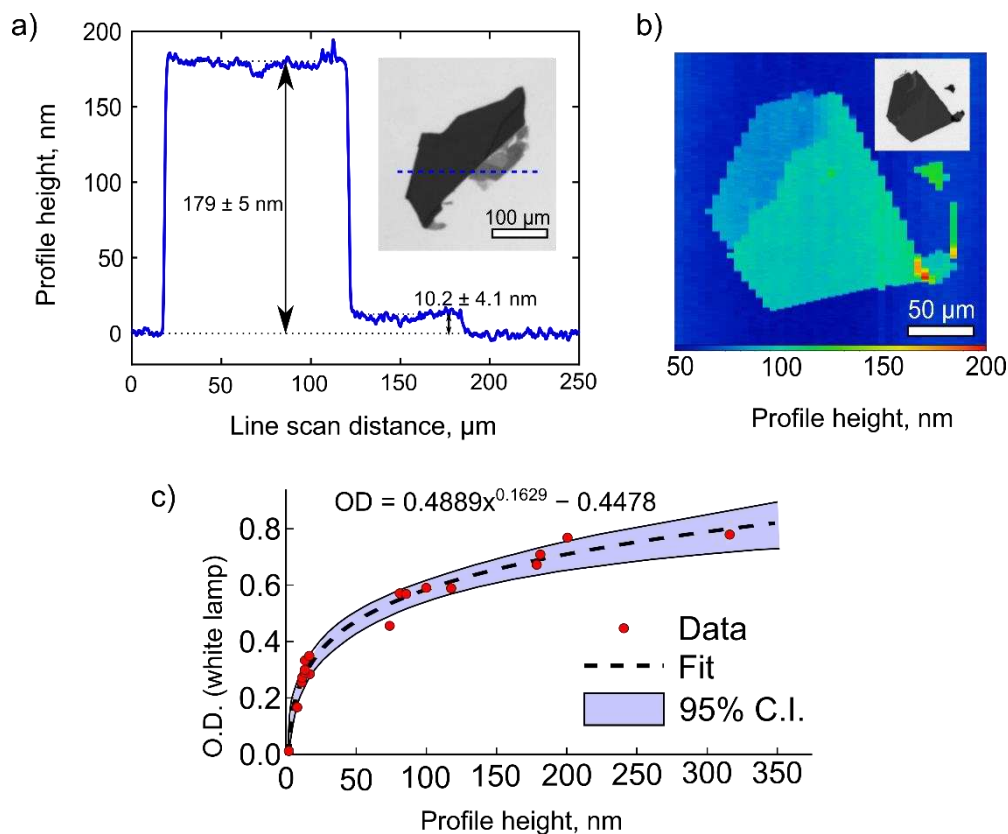 a)
200
150
100
50
0
Profile height, nm
179 ± 5 nm
100 µm
10.2 ± 4.1 nm
0 50 100 150 200 250
Line scan distance, µm
b)
50 µm
50 100 150 200
Profile height, nm
c)
OD = 0.4889x^0.1629 − 0.4478
0.8
0.6
0.4
0.2
0.0
O.D. (white lamp)
Data
Fit
95% C.I.
0 50 100 150 200 250 300 350
Profile height, nm